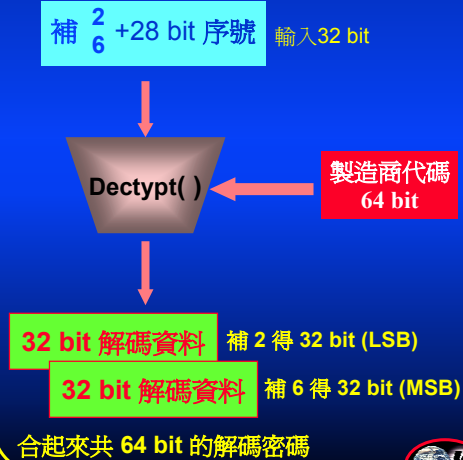 補 2 6 +28 bit 序號 輸入32 bit
Dectypt( )
製造商代碼
64 bit
32 bit 解碼資料 補 2 得 32 bit (LSB)
32 bit 解碼資料 補 6 得 32 bit (MSB)
合起來共 64 bit 的解碼密碼